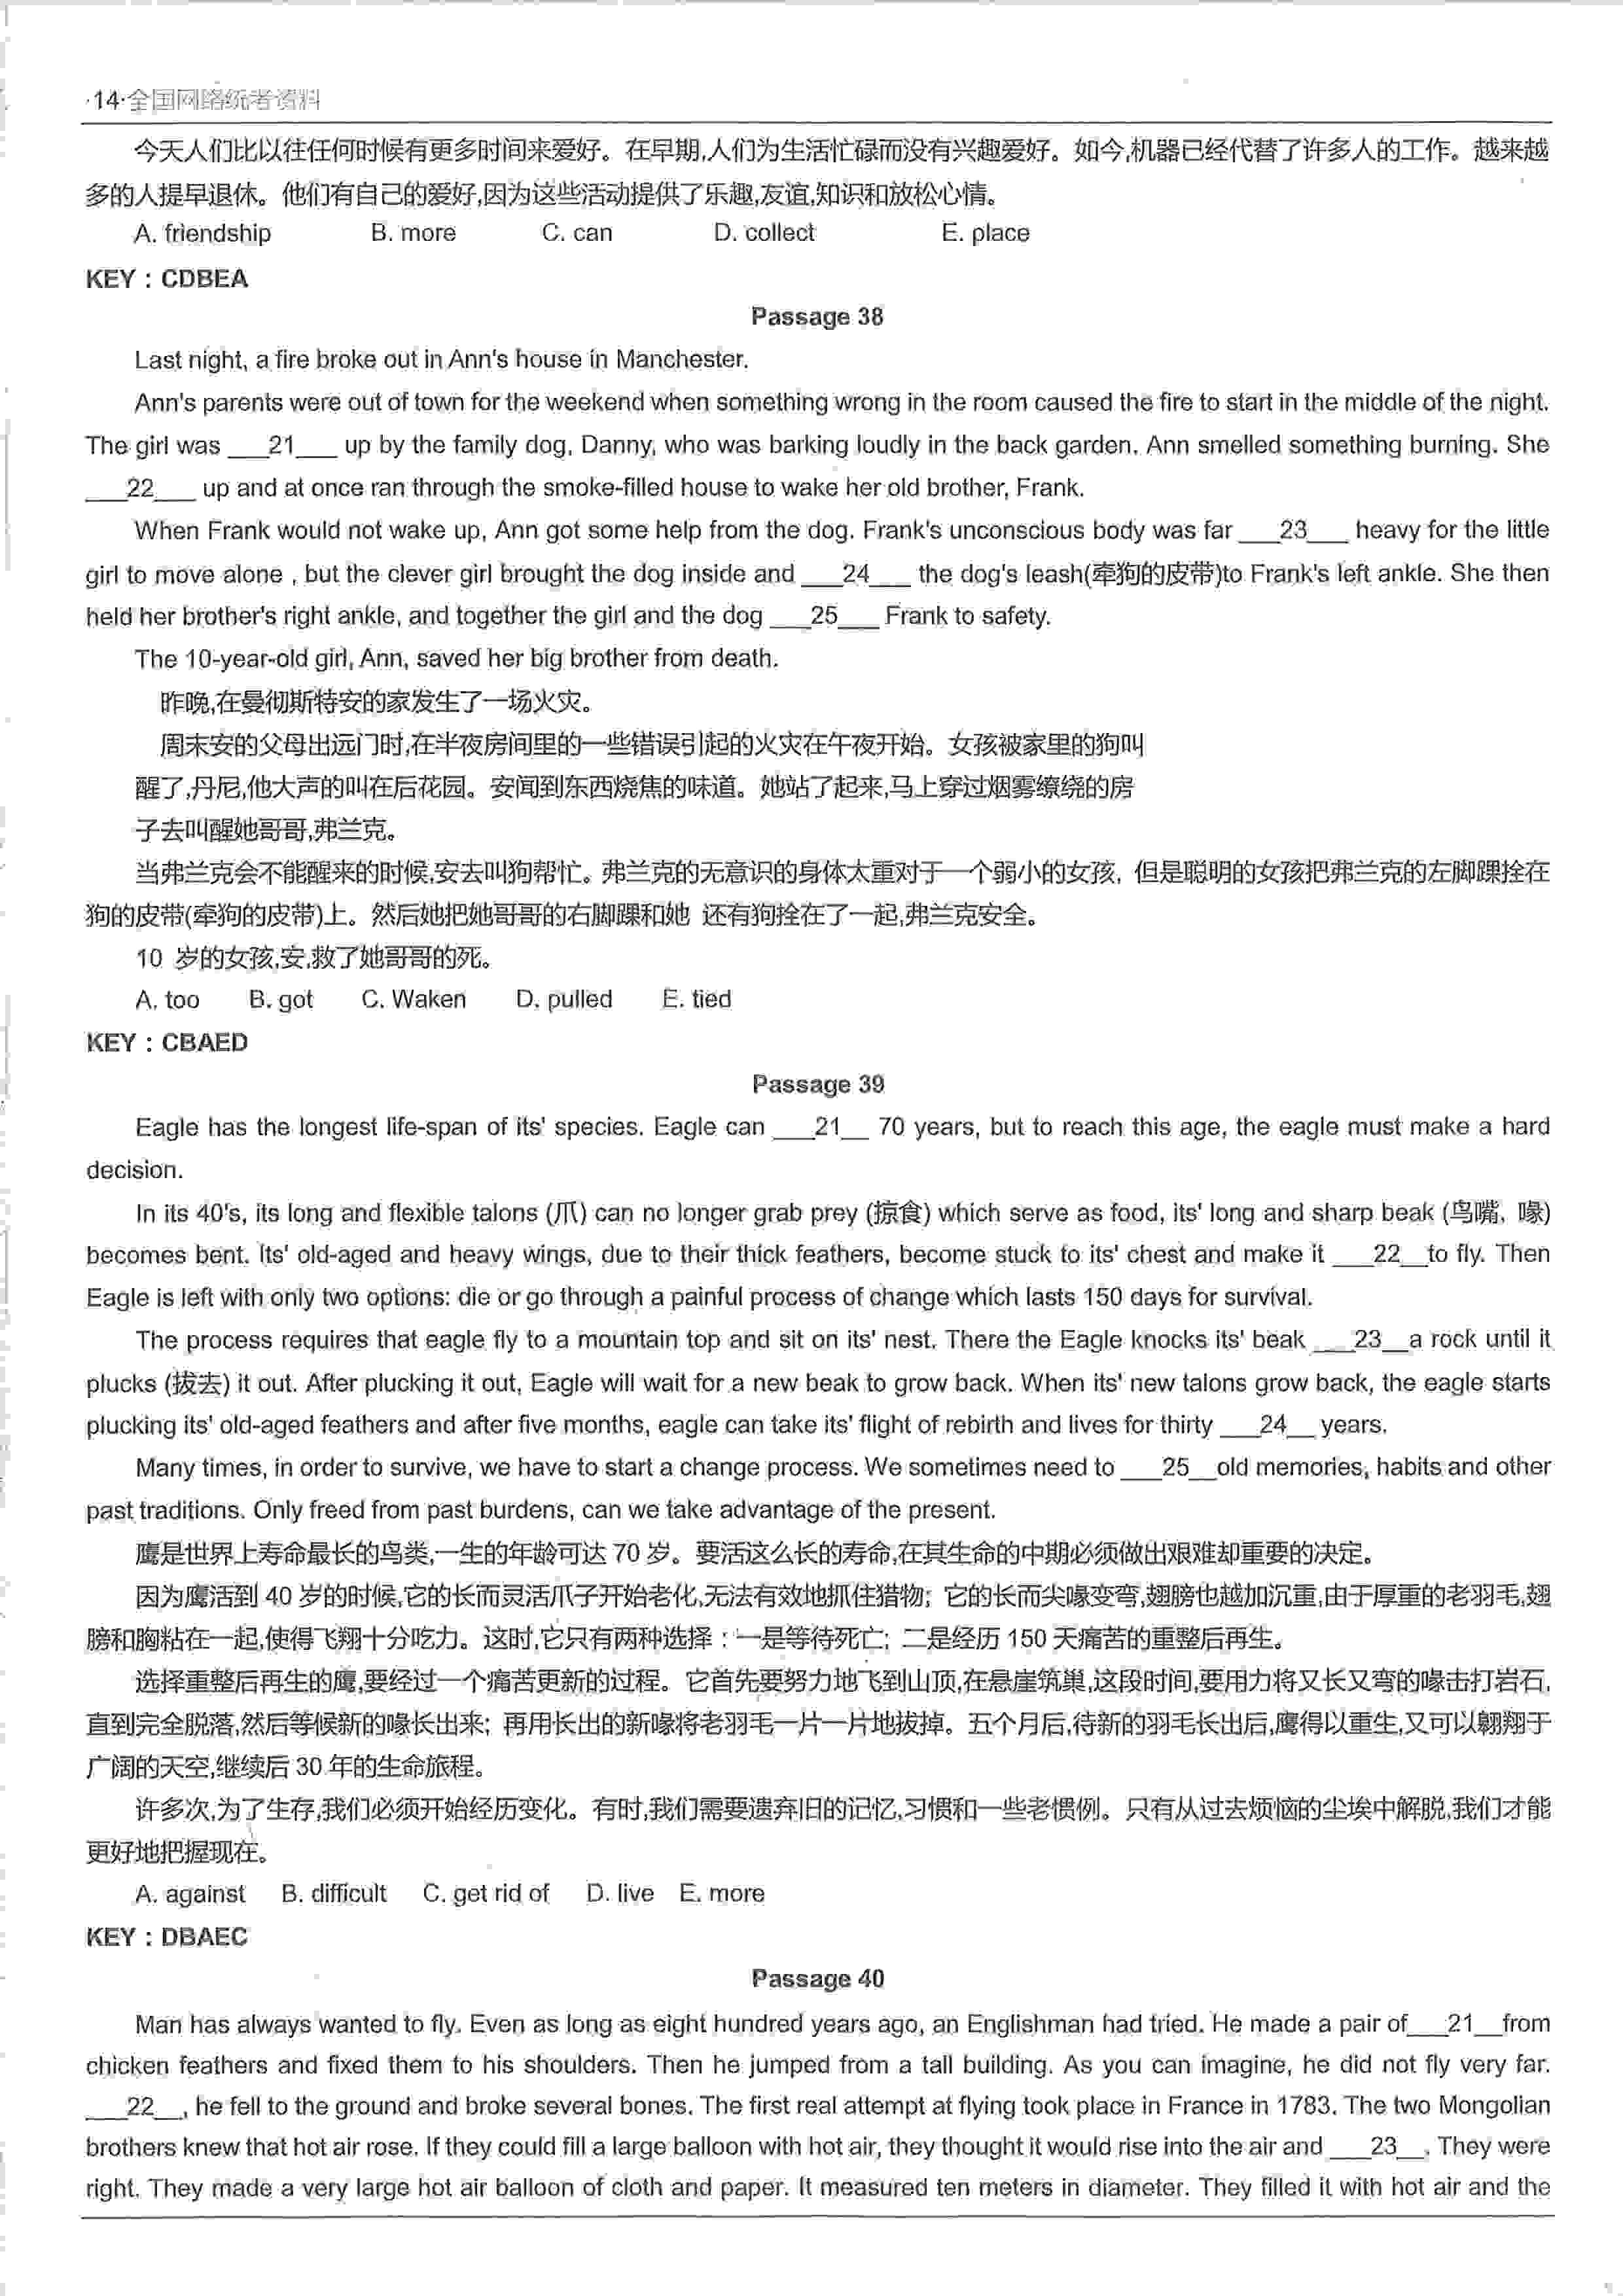 ·14·全国网络统考资料
今天人们比以往任何时候有更多时间来爱好。在早期,人们为生活忙碌而没有兴趣爱好。如今,机器已经代替了许多人的工作。越来越
多的人提早退休。他们有自己的爱好,因为这些活动提供了乐趣,友谊,知识和放松心情。
A. friendship B. more C. can D. collect E. place
KEY : CDBEA
Passage 38
Last night, a fire broke out in Ann's house in Manchester.
Ann's parents were out of town for the weekend when something wrong in the room caused the fire to start in the middle of the night.
The girl was ___21___ up by the family dog, Danny, who was barking loudly in the back garden. Ann smelled something burning. She
___22___ up and at once ran through the smoke-filled house to wake her old brother, Frank.
When Frank would not wake up, Ann got some help from the dog. Frank's unconscious body was far ___23___ heavy for the little
girl to move alone , but the clever girl brought the dog inside and ___24___ the dog's leash(牵狗的皮带)to Frank's left ankle. She then
held her brother's right ankle, and together the girl and the dog ___25___ Frank to safety.
The 10-year-old girl, Ann, saved her big brother from death.
昨晚,在曼彻斯特安的家发生了一场火灾。
周末安的父母出远门时,在半夜房间里的一些错误引起的火灾在午夜开始。女孩被家里的狗叫
醒了,丹尼,他大声的叫在后花园。安闻到东西烧焦的味道。她站了起来,马上穿过烟雾缭绕的房
子去叫醒她哥哥,弗兰克。
当弗兰克会不能醒来的时候,安去叫狗帮忙。弗兰克的无意识的身体太重对于一个弱小的女孩, 但是聪明的女孩把弗兰克的左脚踝拴在
狗的皮带(牵狗的皮带)上。然后她把她哥哥的右脚踝和她 还有狗拴在了一起,弗兰克安全。
10 岁的女孩,安,救了她哥哥的死。
A. too B. got C. Waken D. pulled E. tied
KEY : CBAED
Passage 39
Eagle has the longest life-span of its' species. Eagle can ___21__ 70 years, but to reach this age, the eagle must make a hard
decision.
In its 40's, its long and flexible talons (爪) can no longer grab prey (掠食) which serve as food, its' long and sharp beak (鸟嘴, 喙)
becomes bent. Its' old-aged and heavy wings, due to their thick feathers, become stuck to its' chest and make it ___22__to fly. Then
Eagle is left with only two options: die or go through a painful process of change which lasts 150 days for survival.
The process requires that eagle fly to a mountain top and sit on its' nest. There the Eagle knocks its' beak ___23__a rock until it
plucks (拔去) it out. After plucking it out, Eagle will wait for a new beak to grow back. When its' new talons grow back, the eagle starts
plucking its' old-aged feathers and after five months, eagle can take its' flight of rebirth and lives for thirty ___24__ years.
Many times, in order to survive, we have to start a change process. We sometimes need to ___25__old memories, habits and other
past traditions. Only freed from past burdens, can we take advantage of the present.
鹰是世界上寿命最长的鸟类,一生的年龄可达 70 岁。要活这么长的寿命,在其生命的中期必须做出艰难却重要的决定。
因为鹰活到 40 岁的时候,它的长而灵活爪子开始老化,无法有效地抓住猎物; 它的长而尖喙变弯,翅膀也越加沉重,由于厚重的老羽毛,翅
膀和胸粘在一起,使得飞翔十分吃力。这时,它只有两种选择 : 一是等待死亡; 二是经历 150 天痛苦的重整后再生。
选择重整后再生的鹰,要经过一个痛苦更新的过程。它首先要努力地飞到山顶,在悬崖筑巢,这段时间,要用力将又长又弯的喙击打岩石,
直到完全脱落,然后等候新的喙长出来; 再用长出的新喙将老羽毛一片一片地拔掉。五个月后,待新的羽毛长出后,鹰得以重生,又可以翱翔于
广阔的天空,继续后 30 年的生命旅程。
许多次,为了生存,我们必须开始经历变化。有时,我们需要遗弃旧的记忆,习惯和一些老惯例。只有从过去烦恼的尘埃中解脱,我们才能
更好地把握现在。
A. against B. difficult C. get rid of D. live E. more
KEY : DBAEC
Passage 40
Man has always wanted to fly. Even as long as eight hundred years ago, an Englishman had tried. He made a pair of___21__from
chicken feathers and fixed them to his shoulders. Then he jumped from a tall building. As you can imagine, he did not fly very far.
___22__, he fell to the ground and broke several bones. The first real attempt at flying took place in France in 1783. The two Mongolian
brothers knew that hot air rose. If they could fill a large balloon with hot air, they thought it would rise into the air and ___23__. They were
right. They made a very large hot air balloon of cloth and paper. It measured ten meters in diameter. They filled it with hot air and the